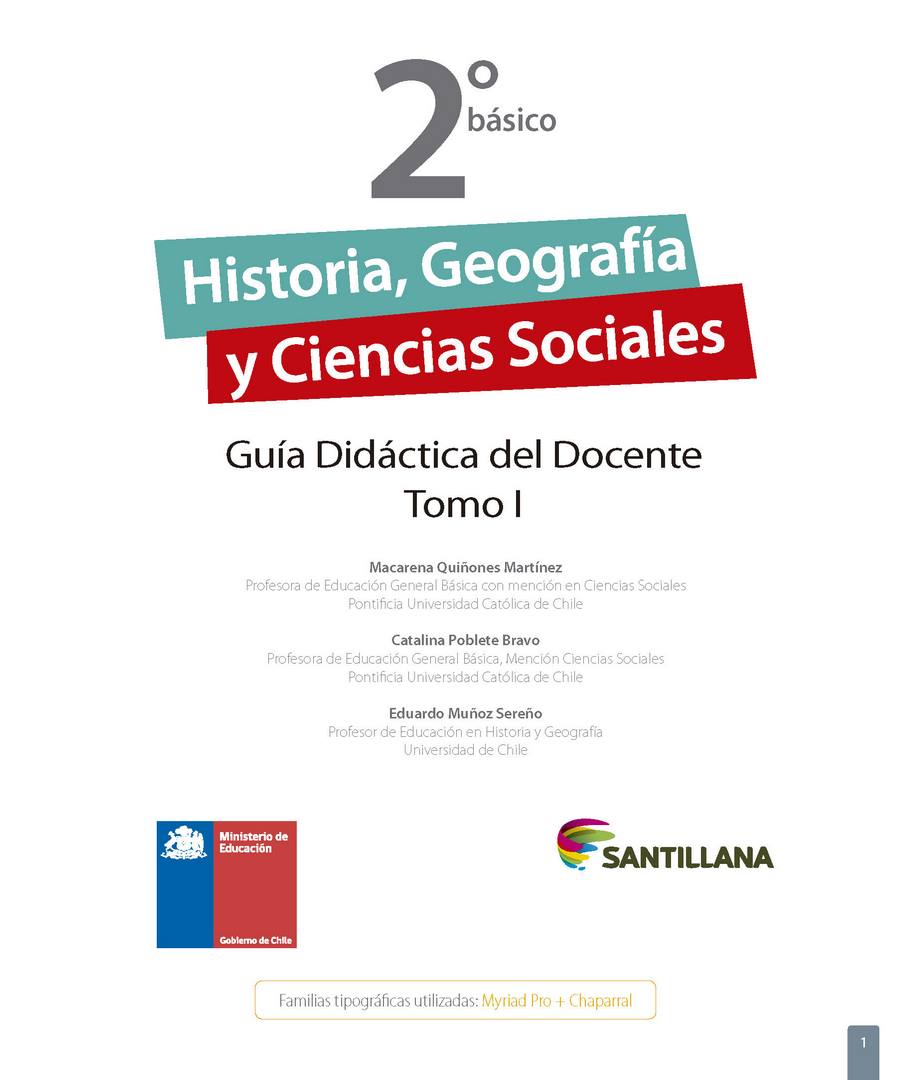 2°
básico
Historia, Geografía
y Ciencias Sociales
Guía Didáctica del Docente
Tomo I
Macarena Quiñones Martínez
Profesora de Educación General Básica con mención en Ciencias Sociales
Pontificia Universidad Católica de Chile
Catalina Poblete Bravo
Profesora de Educación General Básica, Mención Ciencias Sociales
Pontificia Universidad Católica de Chile
Eduardo Muñoz Sereño
Profesor de Educación en Historia y Geografía
Universidad de Chile
Ministerio de
Educación
Gobierno de Chile
SANTILLANA
Familias tipográficas utilizadas: Myriad Pro + Chaparral
1